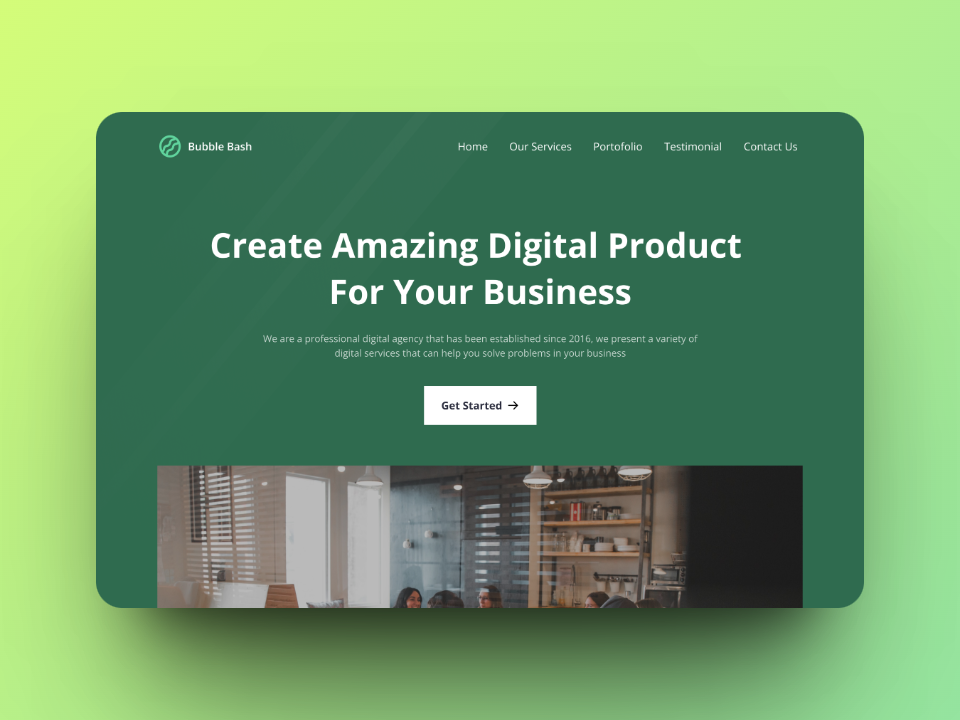 Bubble Bash
Home Our Services Portofolio Testimonial Contact Us
Create Amazing Digital Product
For Your Business
We are a professional digital agency that has been established since 2016, we present a variety of
digital services that can help you solve problems in your business
Get Started →